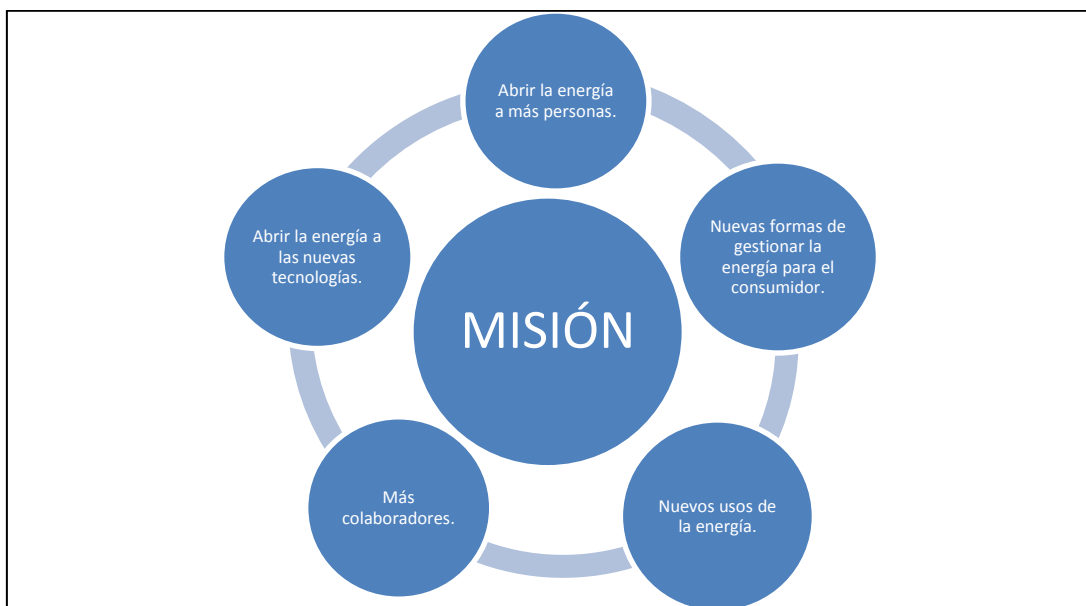 Abrir la energía
a más personas.
Nuevas formas de
gestionar la
energía para el
consumidor.
Nuevos usos de
la energía.
Más
colaboradores.
Abrir la energía a
las nuevas
tecnologías.
MISIÓN